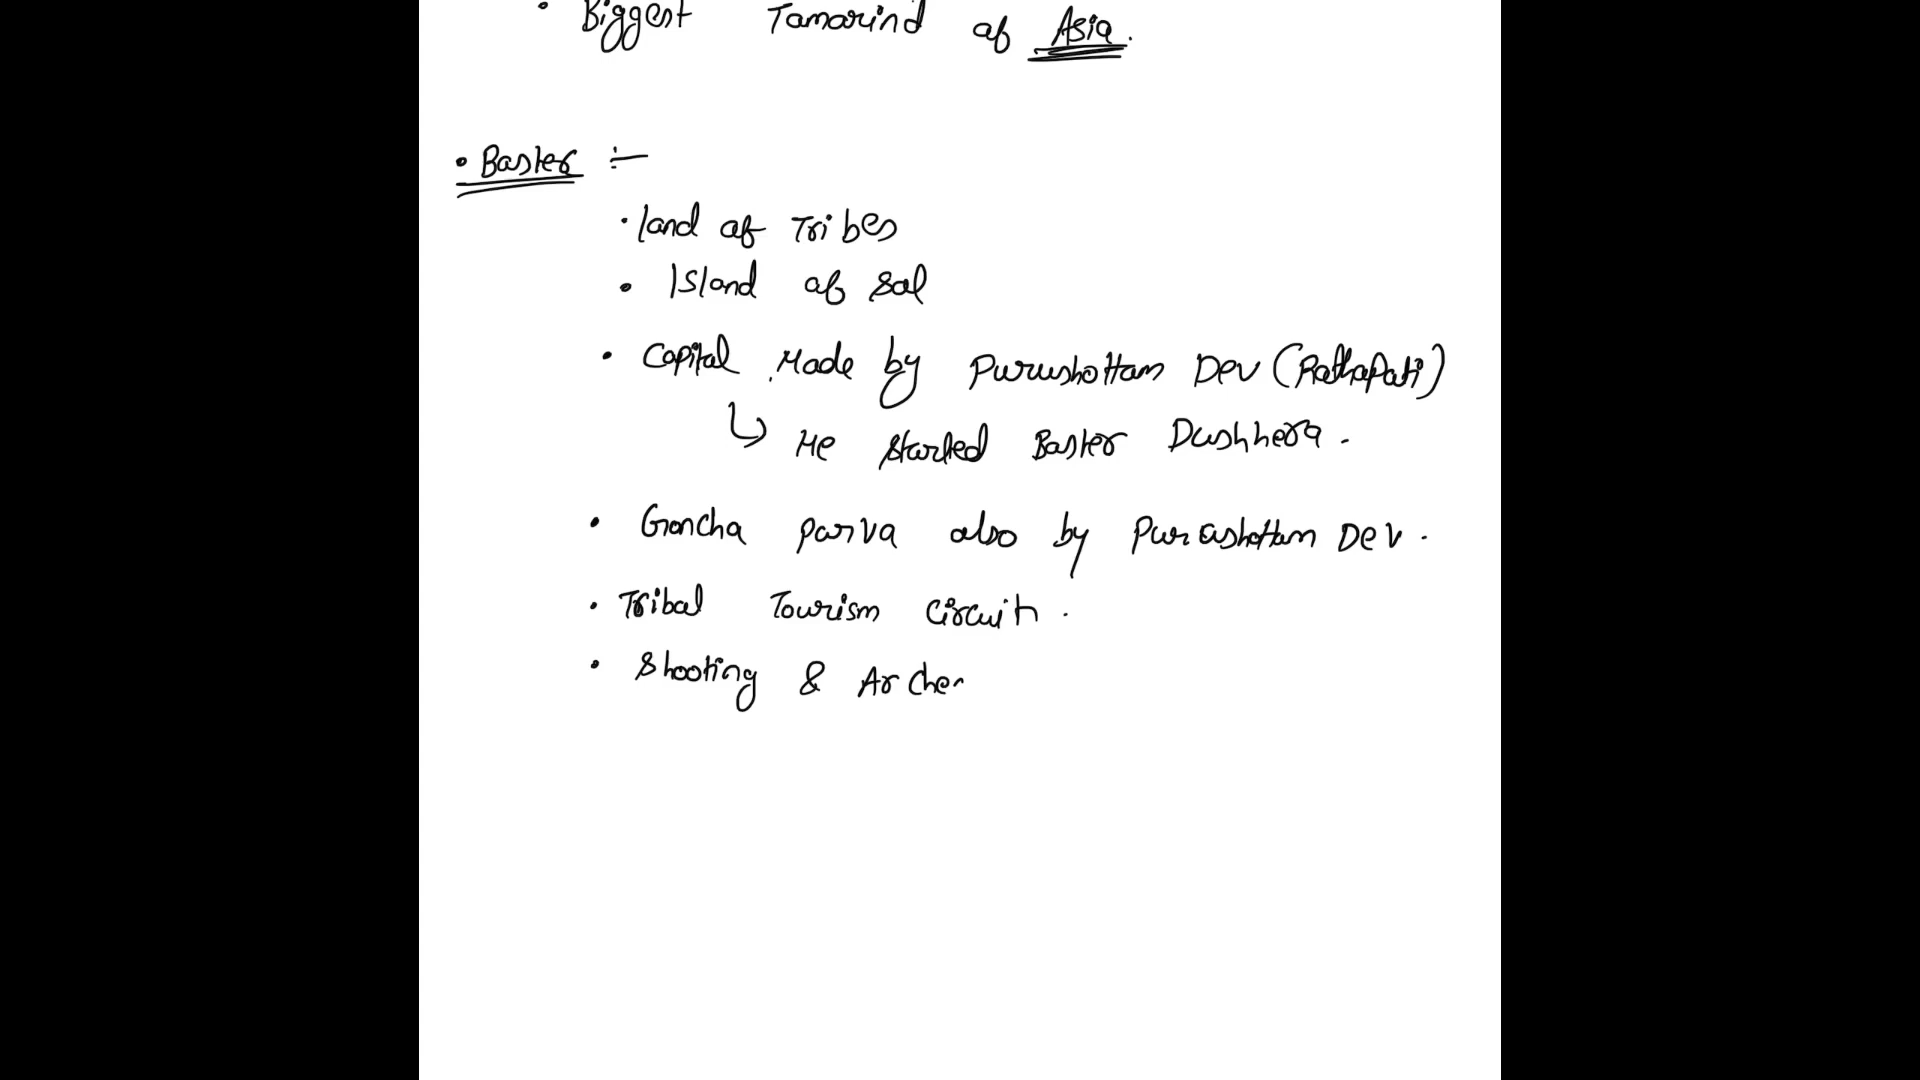 • Biggest Tamarind of Asia.
• Baster :-
• land of Tribes
• Island of Sal
• Capital Made by Purushottam Dev (RathaPati)
↳ He started Baster Dushhera.
• Goncha parva also by Purushottam Dev.
• Tribal Tourism Circuit.
• Shooting & Archer